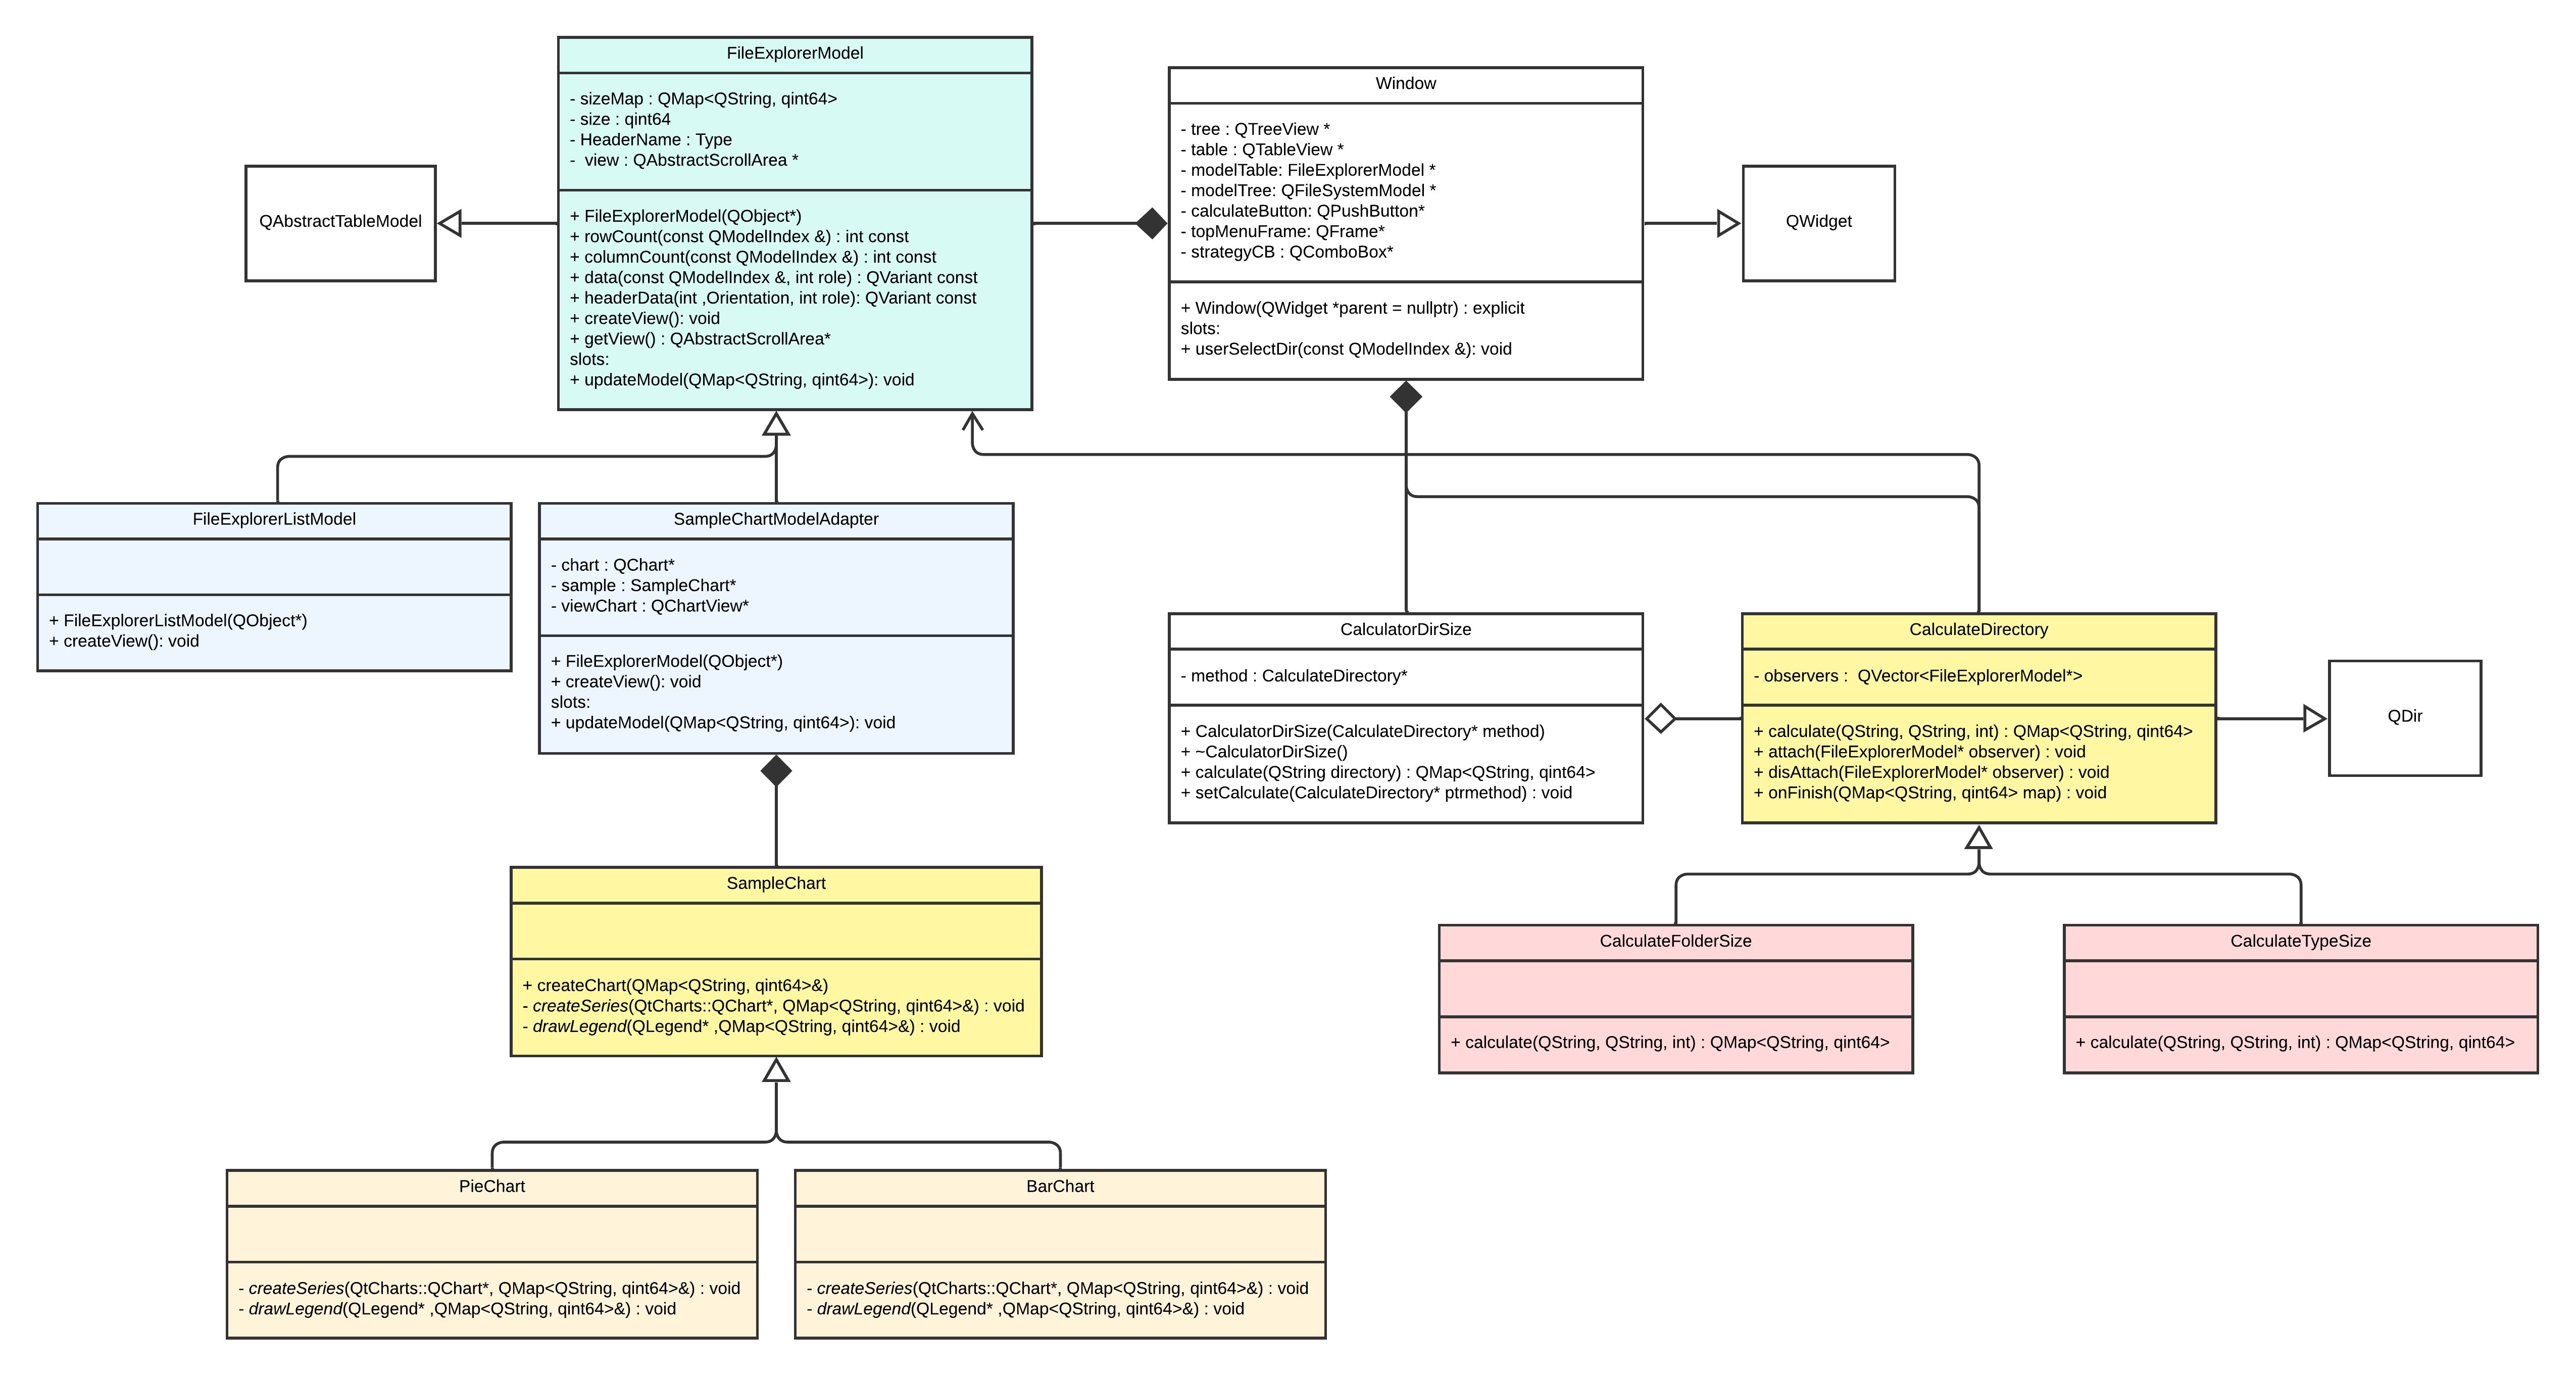 FileExplorerModel
- sizeMap : QMap<QString, qint64>
- size : qint64
- HeaderName : Type
-  view : QAbstractScrollArea *
+ FileExplorerModel(QObject*)
+ rowCount(const QModelIndex &) : int const
+ columnCount(const QModelIndex &) : int const
+ data(const QModelIndex &, int role) : QVariant const
+ headerData(int ,Orientation, int role): QVariant const
+ createView(): void
+ getView() : QAbstractScrollArea*
slots:
+ updateModel(QMap<QString, qint64>): void
Window
- tree : QTreeView *
- table : QTableView *
- modelTable: FileExplorerModel *
- modelTree: QFileSystemModel *
- calculateButton: QPushButton*
- topMenuFrame: QFrame*
- strategyCB : QComboBox*
+ Window(QWidget *parent = nullptr) : explicit
slots:
+ userSelectDir(const QModelIndex &): void
QAbstractTableModel
QWidget
FileExplorerListModel
+ FileExplorerListModel(QObject*)
+ createView(): void
SampleChartModelAdapter
- chart : QChart*
- sample : SampleChart*
- viewChart : QChartView*
+ FileExplorerModel(QObject*)
+ createView(): void
slots:
+ updateModel(QMap<QString, qint64>): void
CalculatorDirSize
- method : CalculateDirectory*
+ CalculatorDirSize(CalculateDirectory* method)
+ ~CalculatorDirSize()
+ calculate(QString directory) : QMap<QString, qint64>
+ setCalculate(CalculateDirectory* ptrmethod) : void
CalculateDirectory
- observers :  QVector<FileExplorerModel*>
+ calculate(QString, QString, int) : QMap<QString, qint64>
+ attach(FileExplorerModel* observer) : void
+ disAttach(FileExplorerModel* observer) : void
+ onFinish(QMap<QString, qint64> map) : void
QDir
SampleChart
+ createChart(QMap<QString, qint64>&)
- createSeries(QtCharts::QChart*, QMap<QString, qint64>&) : void
- drawLegend(QLegend* ,QMap<QString, qint64>&) : void
CalculateFolderSize
+ calculate(QString, QString, int) : QMap<QString, qint64>
CalculateTypeSize
+ calculate(QString, QString, int) : QMap<QString, qint64>
PieChart
- createSeries(QtCharts::QChart*, QMap<QString, qint64>&) : void
- drawLegend(QLegend* ,QMap<QString, qint64>&) : void
BarChart
- createSeries(QtCharts::QChart*, QMap<QString, qint64>&) : void
- drawLegend(QLegend* ,QMap<QString, qint64>&) : void